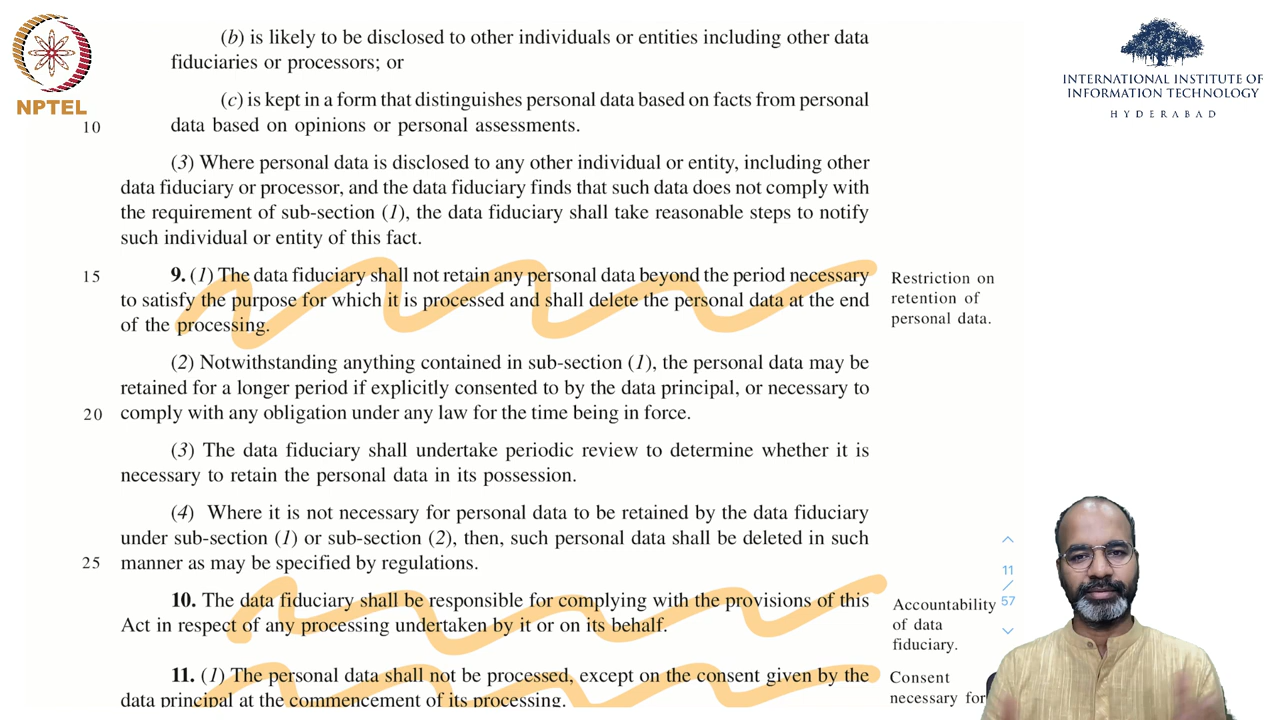 NPTEL
INTERNATIONAL INSTITUTE OF
INFORMATION TECHNOLOGY
HYDERABAD
(b) is likely to be disclosed to other individuals or entities including other data
fiduciaries or processors; or
(c) is kept in a form that distinguishes personal data based on facts from personal
10 data based on opinions or personal assessments.
(3) Where personal data is disclosed to any other individual or entity, including other
data fiduciary or processor, and the data fiduciary finds that such data does not comply with
the requirement of sub-section (1), the data fiduciary shall take reasonable steps to notify
such individual or entity of this fact.
15 9. (1) The data fiduciary shall not retain any personal data beyond the period necessary
to satisfy the purpose for which it is processed and shall delete the personal data at the end
of the processing.
Restriction on
retention of
personal data.
(2) Notwithstanding anything contained in sub-section (1), the personal data may be
retained for a longer period if explicitly consented to by the data principal, or necessary to
20 comply with any obligation under any law for the time being in force.
(3) The data fiduciary shall undertake periodic review to determine whether it is
necessary to retain the personal data in its possession.
(4) Where it is not necessary for personal data to be retained by the data fiduciary
under sub-section (1) or sub-section (2), then, such personal data shall be deleted in such
25 manner as may be specified by regulations.
10. The data fiduciary shall be responsible for complying with the provisions of this
Act in respect of any processing undertaken by it or on its behalf.
Accountability
of data
fiduciary.
11. (1) The personal data shall not be processed, except on the consent given by the
data principal at the commencement of its processing.
Consent
necessary for
11
/
57